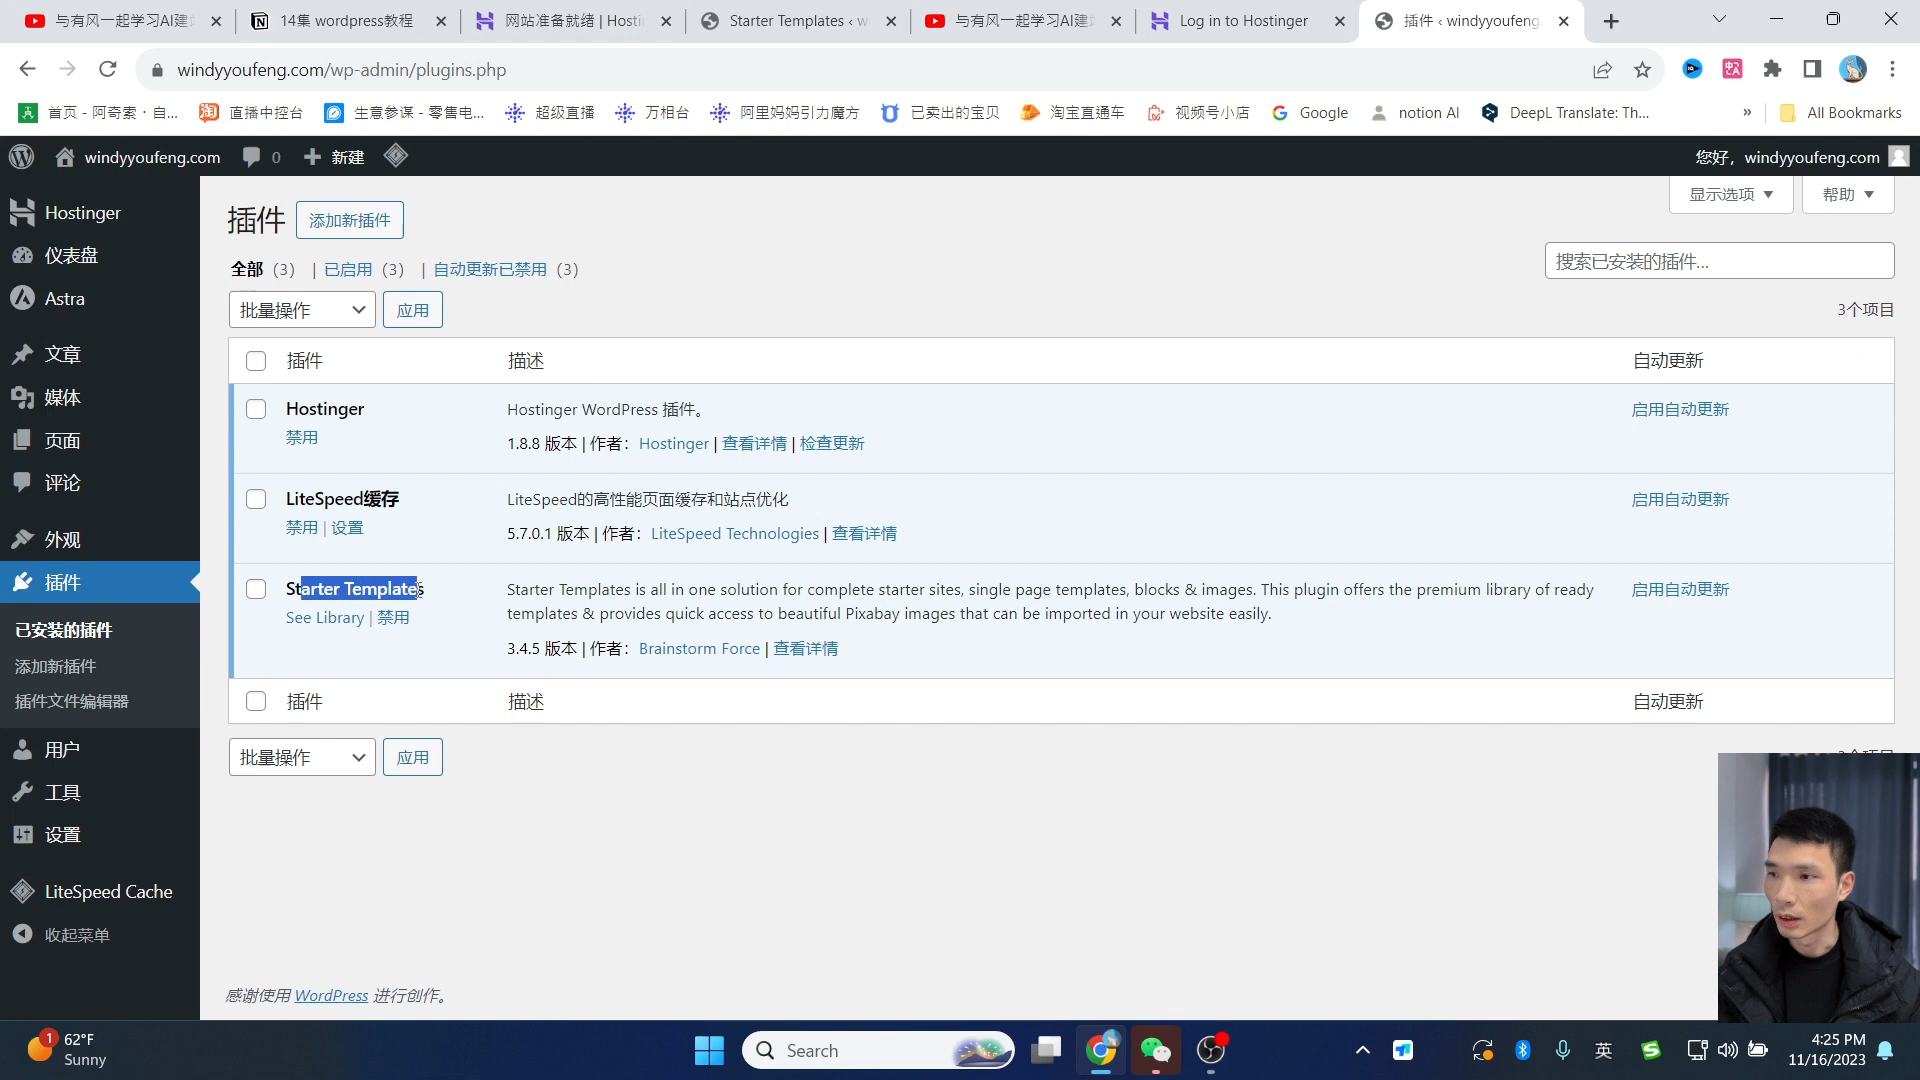 与有风一起学习AI建
14集 wordpress教程
网站准备就绪 | Hosti
Starter Templates ‹ w
与有风一起学习AI建
Log in to Hostinger
插件 ‹ windyyoufeng
windyyoufeng.com/wp-admin/plugins.php
首页 - 阿奇索 · 自...
直播中控台
生意参谋 - 零售电...
超级直播
万相台
阿里妈妈引力魔方
已卖出的宝贝
淘宝直通车
视频号小店
Google
notion AI
DeepL Translate: Th...
»
All Bookmarks
windyyoufeng.com
0
新建
您好，windyyoufeng.com
Hostinger
仪表盘
Astra
文章
媒体
页面
评论
外观
插件
已安装的插件
添加新插件
插件文件编辑器
用户
工具
设置
LiteSpeed Cache
收起菜单
显示选项
帮助
插件
添加新插件
全部 (3) | 已启用 (3) | 自动更新已禁用 (3)
搜索已安装的插件...
批量操作
应用
3个项目
插件 描述 自动更新
Hostinger
禁用
Hostinger WordPress 插件。
1.8.8 版本 | 作者：Hostinger | 查看详情 | 检查更新
启用自动更新
LiteSpeed缓存
禁用 | 设置
LiteSpeed的高性能页面缓存和站点优化
5.7.0.1 版本 | 作者：LiteSpeed Technologies | 查看详情
启用自动更新
Starter Templates
See Library | 禁用
Starter Templates is all in one solution for complete starter sites, single page templates, blocks & images. This plugin offers the premium library of ready
templates & provides quick access to beautiful Pixabay images that can be imported in your website easily.
3.4.5 版本 | 作者：Brainstorm Force | 查看详情
启用自动更新
插件 描述 自动更新
批量操作
应用
3个项目
感谢使用 WordPress 进行创作。
1
62°F
Sunny
Search
英
4:25 PM
11/16/2023